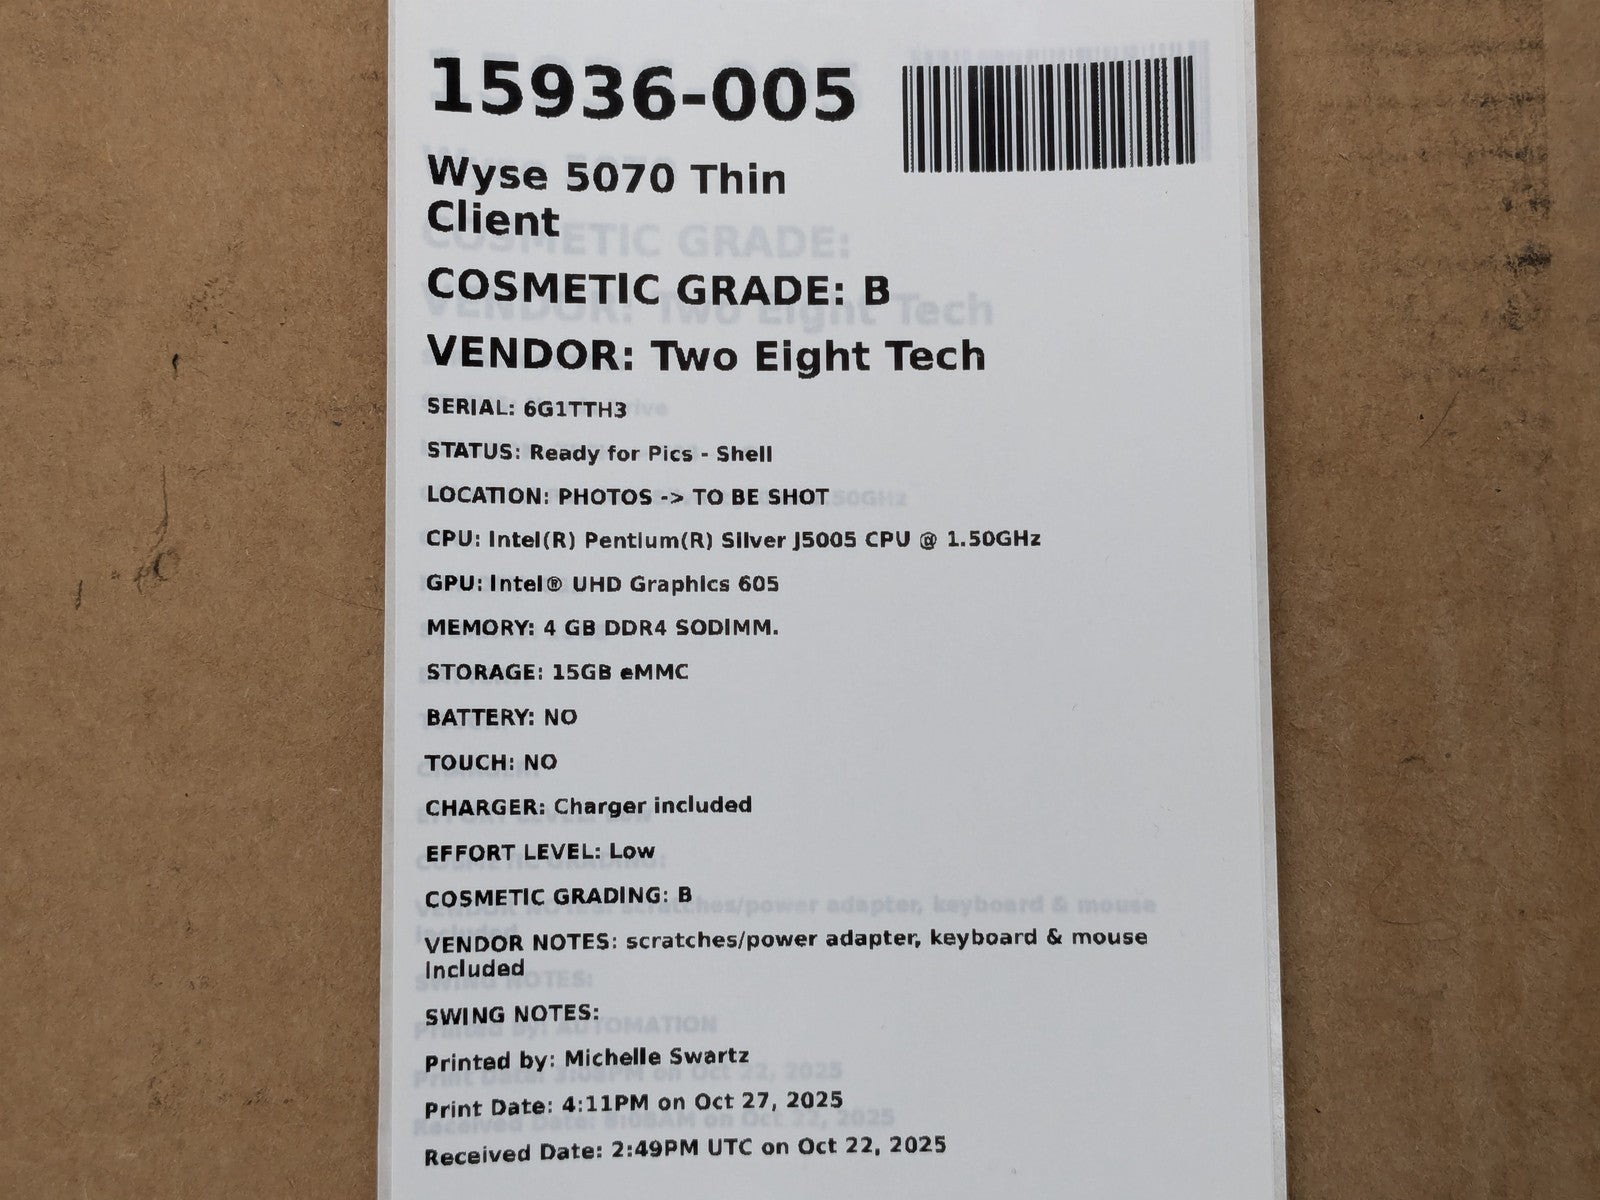 15936-005
Wyse 5070 Thin
Client
COSMETIC GRADE: B
VENDOR: Two Eight Tech
SERIAL: 6G1TTH3
STATUS: Ready for Pics - Shell
LOCATION: PHOTOS -> TO BE SHOT
CPU: Intel(R) Pentium(R) Silver J5005 CPU @ 1.50GHz
GPU: Intel® UHD Graphics 605
MEMORY: 4 GB DDR4 SODIMM.
STORAGE: 15GB eMMC
BATTERY: NO
TOUCH: NO
CHARGER: Charger included
EFFORT LEVEL: Low
COSMETIC GRADING: B
VENDOR NOTES: scratches/power adapter, keyboard & mouse
included
SWING NOTES:
Printed by: Michelle Swartz
Print Date: 4:11PM on Oct 27, 2025
Received Date: 2:49PM UTC on Oct 22, 2025